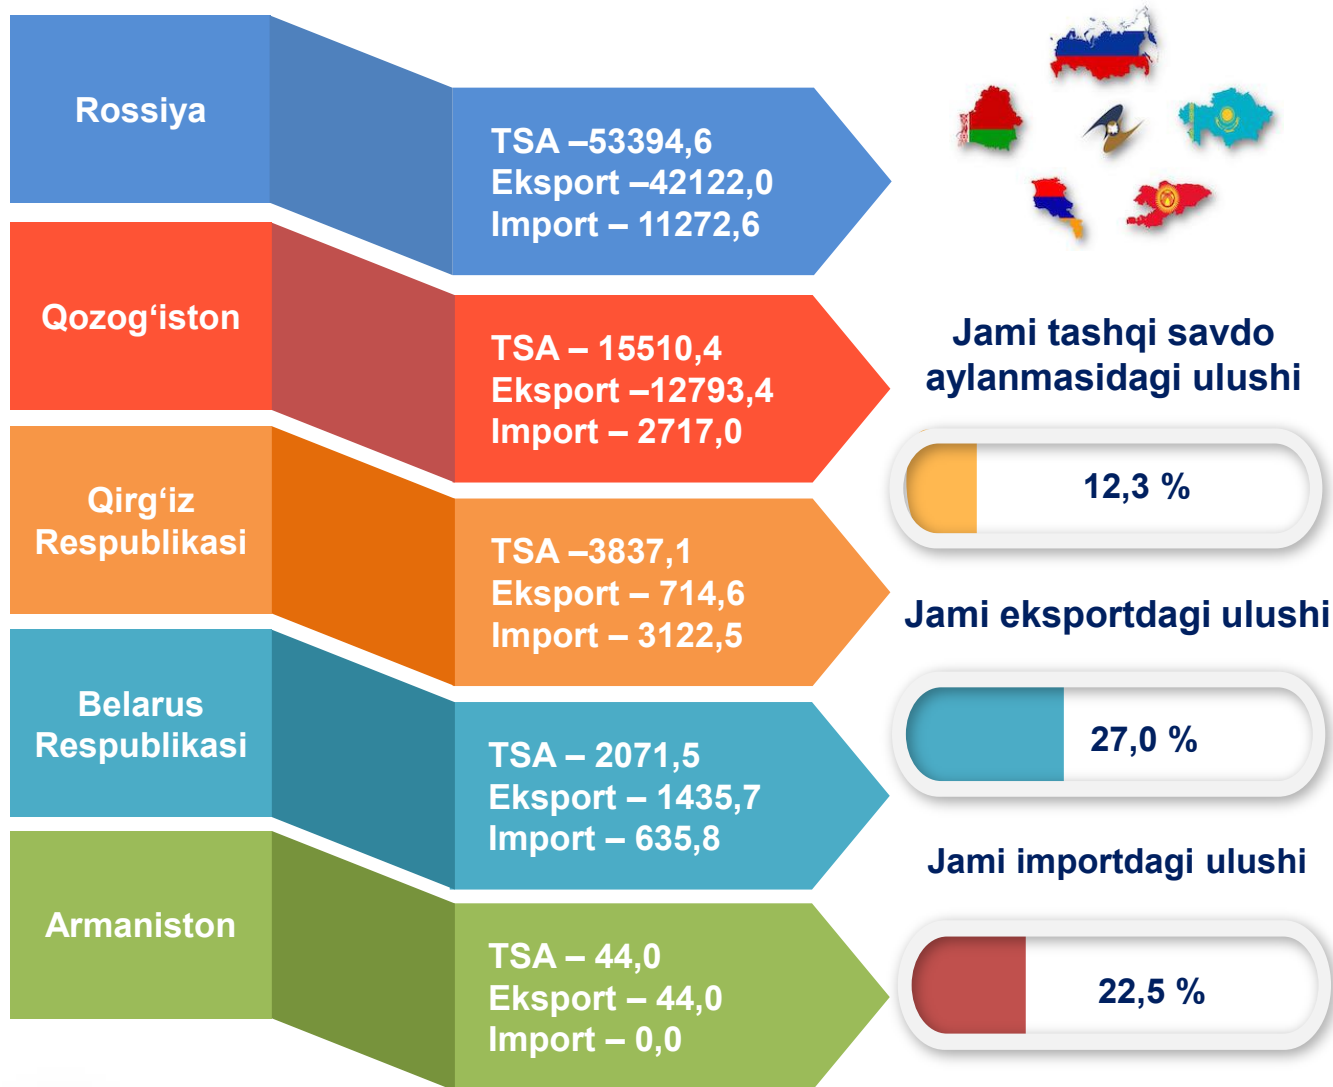 Rossiya
TSA –53394,6
Eksport –42122,0
Import – 11272,6
Qozog‘iston
TSA – 15510,4
Eksport –12793,4
Import – 2717,0
Qirg‘iz
Respublikasi
TSA –3837,1
Eksport – 714,6
Import – 3122,5
Belarus
Respublikasi
TSA – 2071,5
Eksport – 1435,7
Import – 635,8
Armaniston
TSA – 44,0
Eksport – 44,0
Import – 0,0
Jami tashqi savdo
aylanmasidagi ulushi
12,3 %
Jami eksportdagi ulushi
27,0 %
Jami importdagi ulushi
22,5 %